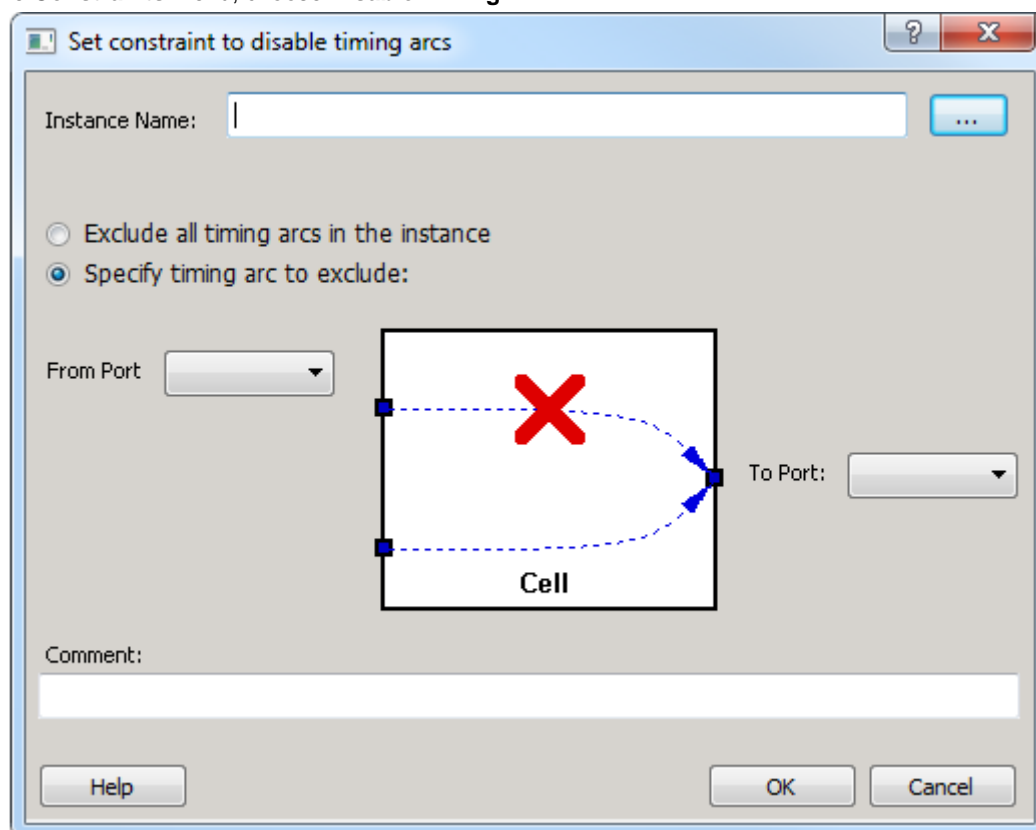 Set constraint to disable timing arcs
Instance Name:
...
Exclude all timing arcs in the instance
Specify timing arc to exclude:
From Port
To Port:
Cell
Comment:
Help
OK
Cancel